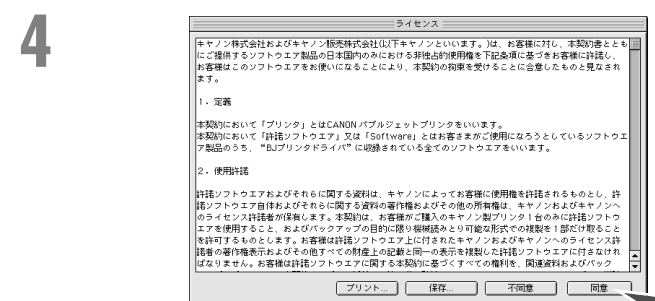 4
ライセンス
キヤノン株式会社およびキヤノン販売株式会社(以下キヤノンといいます。)は、お客様に対し、本契約書ととも
にご提供するソフトウエア製品の日本国内のみにおける非独占的使用権を下記条項に基づきお客様に許諾し、
お客様はこのソフトウエアをお使いになることにより、本契約の拘束を受けることに合意したものと見なされ
ます。
1. 定義
本契約において「プリンタ」とはCANON バブルジェットプリンタをいいます。
本契約において「許諾ソフトウエア」又は「Software」とはお客さまがご使用になろうとしているソフトウエ
ア製品のうち、“BJプリンタドライバ”に収録されている全てのソフトウエアをいいます。
2. 使用許諾
許諾ソフトウエアおよびそれらに関する資料は、キヤノンによってお客様に使用権を許諾されるものとし、許
諾ソフトウエア自体およびそれらに関する資料の著作権およびその他の所有権は、キヤノンおよびキヤノンへ
のライセンス許諾者が保有します。本契約は、お客様がご購入のキヤノン製プリンタ1台のみに許諾ソフトウ
エアを使用すること、およびバックアップの目的に限り機械読みとり可能な形式での複製を1部だけ取ること
を許可するものとします。お客様は許諾ソフトウエア上に付されたキヤノンおよびキヤノンへのライセンス許
諾者の著作権表示およびその他すべての財産上の記載と同一の表示を複製した許諾ソフトウエアに付さなけれ
ばなりません。お客様は許諾ソフトウエアに関する本契約に基づくすべての権利を、関連資料およびバック
プリント... 保存... 不同意 同意